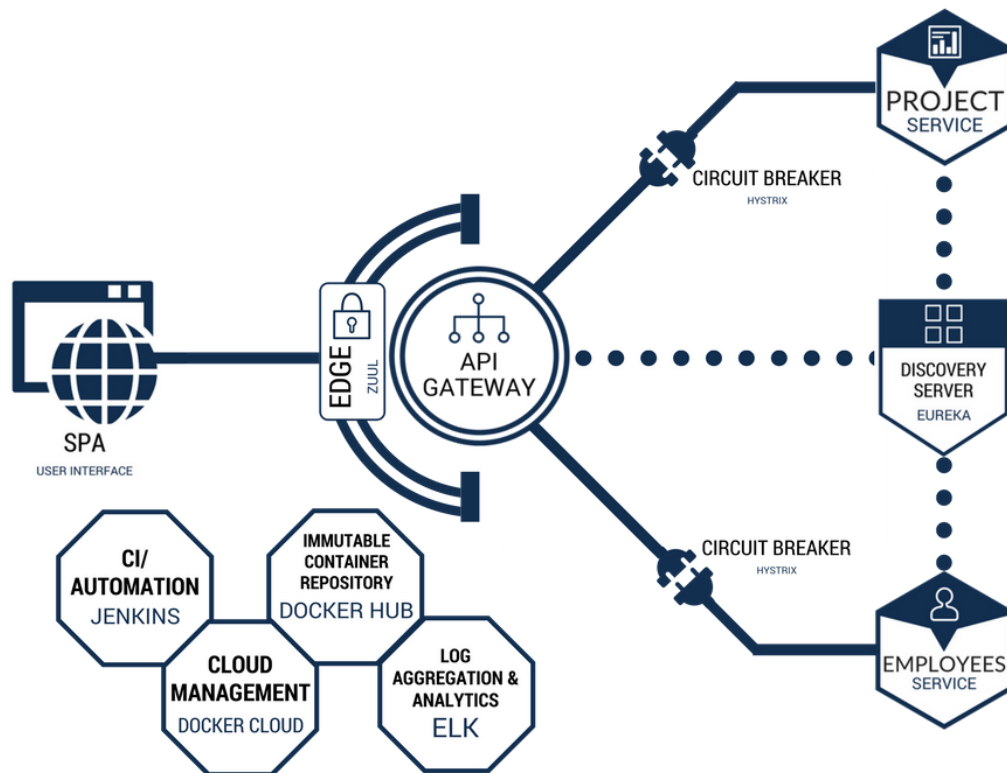 PROJECT
SERVICE
CIRCUIT BREAKER
HYSTRIX
EDGE
ZUUL
API
GATEWAY
DISCOVERY
SERVER
EUREKA
SPA
USER INTERFACE
CIRCUIT BREAKER
HYSTRIX
EMPLOYEES
SERVICE
CI/
AUTOMATION
JENKINS
IMMUTABLE
CONTAINER
REPOSITORY
DOCKER HUB
CLOUD
MANAGEMENT
DOCKER CLOUD
LOG
AGGREGATION &
ANALYTICS
ELK